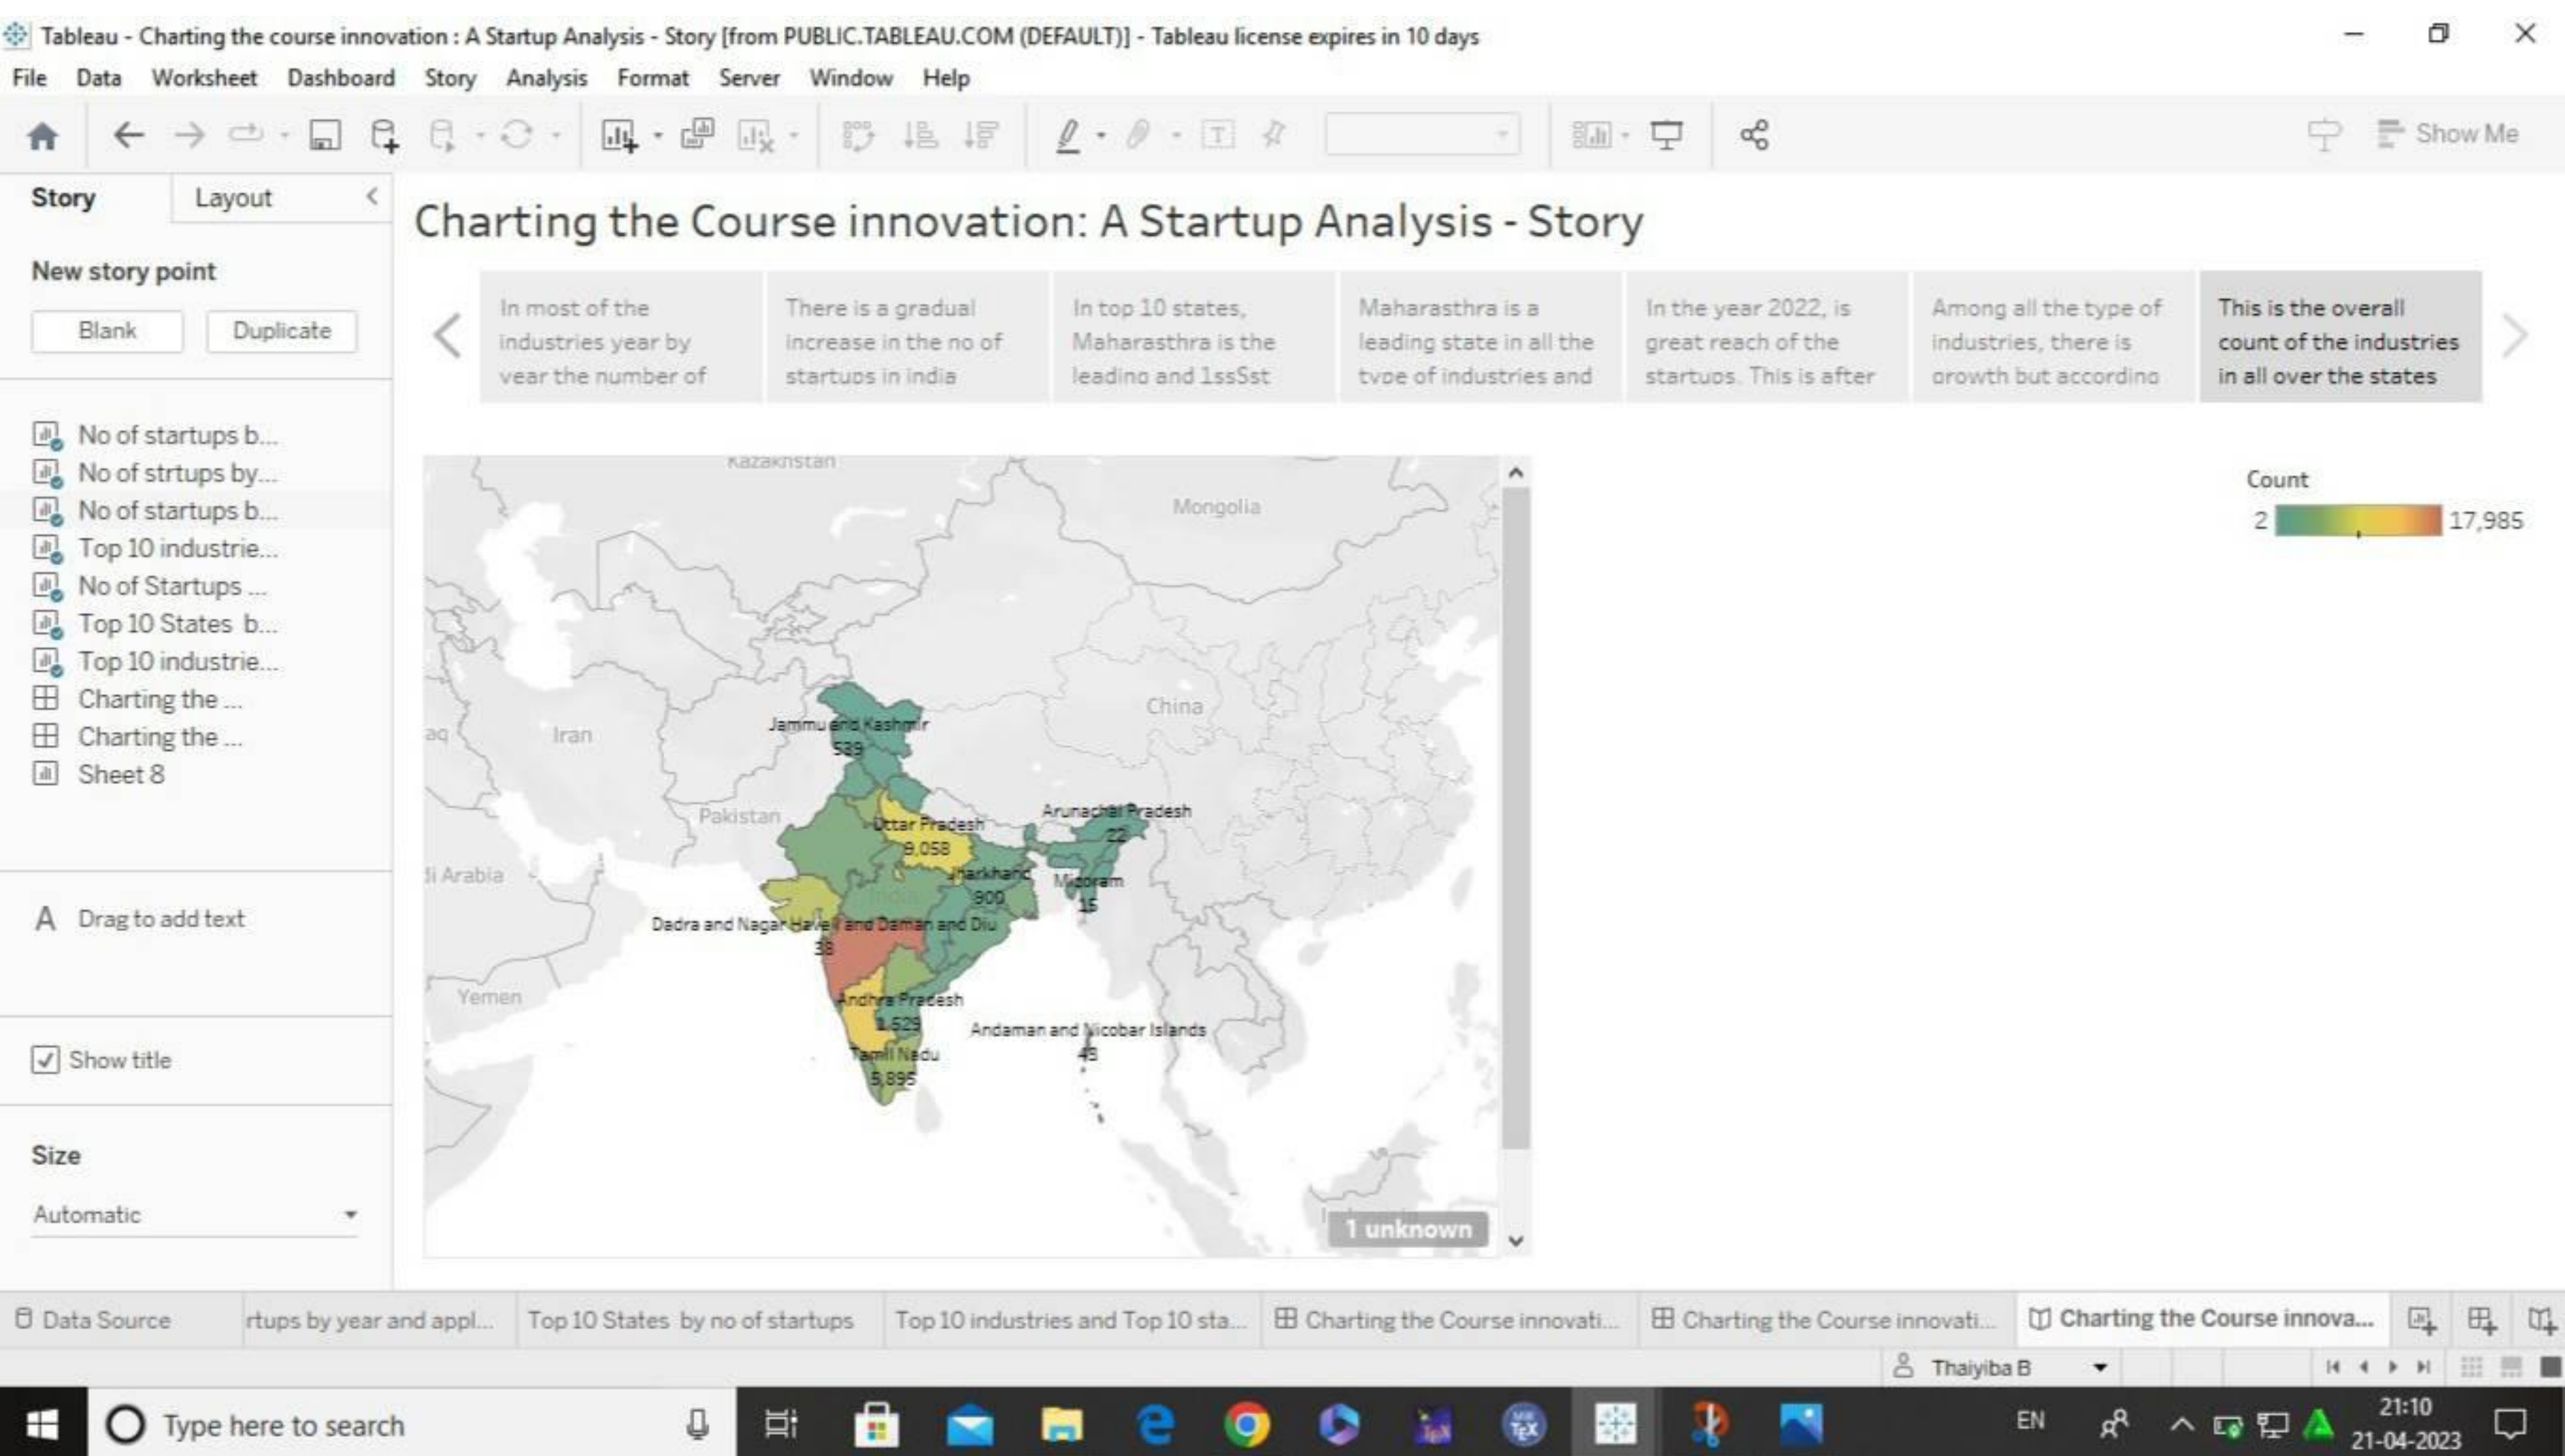 Tableau - Charting the course innovation : A Startup Analysis - Story [from PUBLIC.TABLEAU.COM (DEFAULT)] - Tableau license expires in 10 days
File Data Worksheet Dashboard Story Analysis Format Server Window Help
Show Me
Story Layout
Charting the Course innovation: A Startup Analysis - Story
New story point
Blank Duplicate
In most of the
industries year by
year the number of
There is a gradual
increase in the no of
startups in india
In top 10 states,
Maharasthra is the
leading and 1ssSst
Maharasthra is a
leading state in all the
type of industries and
In the year 2022, is
great reach of the
startups. This is after
Among all the type of
industries, there is
growth but according
This is the overall
count of the industries
in all over the states
No of startups b...
No of strtups by...
No of startups b...
Top 10 industrie...
No of Startups ...
Top 10 States b...
Top 10 industrie...
Charting the ...
Charting the ...
Sheet 8
A Drag to add text
Show title
Size
Automatic
Kazakhstan
Mongolia
China
aq
Iran
Pakistan
di Arabia
Yemen
India
Jammu and Kashmir
539
Uttar Pradesh
9,058
Arunachal Pradesh
22
Jharkhand
900
Mizoram
15
Dadra and Nagar Haveli and Daman and Diu
38
Andhra Pradesh
1,529
Andaman and Nicobar Islands
43
Tamil Nadu
5,895
1 unknown
Count
2 17,985
Data Source
rtups by year and appl...
Top 10 States by no of startups
Top 10 industries and Top 10 sta...
Charting the Course innovati...
Charting the Course innovati...
Charting the Course innova...
Thaiyiba B
Type here to search
EN
21:10
21-04-2023